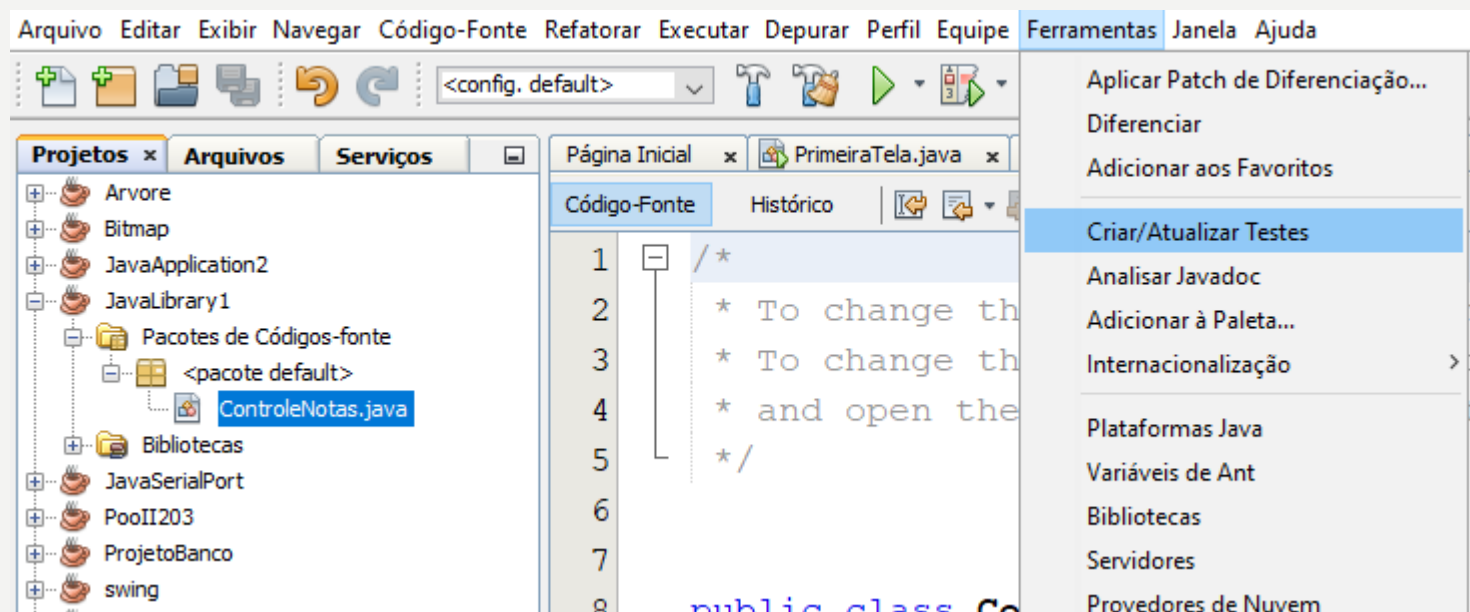 Arquivo Editar Exibir Navegar Código-Fonte Refatorar Executar Depurar Perfil Equipe Ferramentas Janela Ajuda
<config. default>
Projetos x Arquivos Serviços
Arvore
Bitmap
JavaApplication2
JavaLibrary1
Pacotes de Códigos-fonte
<pacote default>
ControleNotas.java
Bibliotecas
JavaSerialPort
PooII203
ProjetoBanco
swing
Página Inicial x PrimeiraTela.java x
Código-Fonte Histórico
1 /*
2 * To change th
3 * To change th
4 * and open the
5 */
6
7
8 public class Co
Aplicar Patch de Diferenciação...
Diferenciar
Adicionar aos Favoritos
Criar/Atualizar Testes
Analisar Javadoc
Adicionar à Paleta...
Internacionalização >
Plataformas Java
Variáveis de Ant
Bibliotecas
Servidores
Provedores de Nuvem